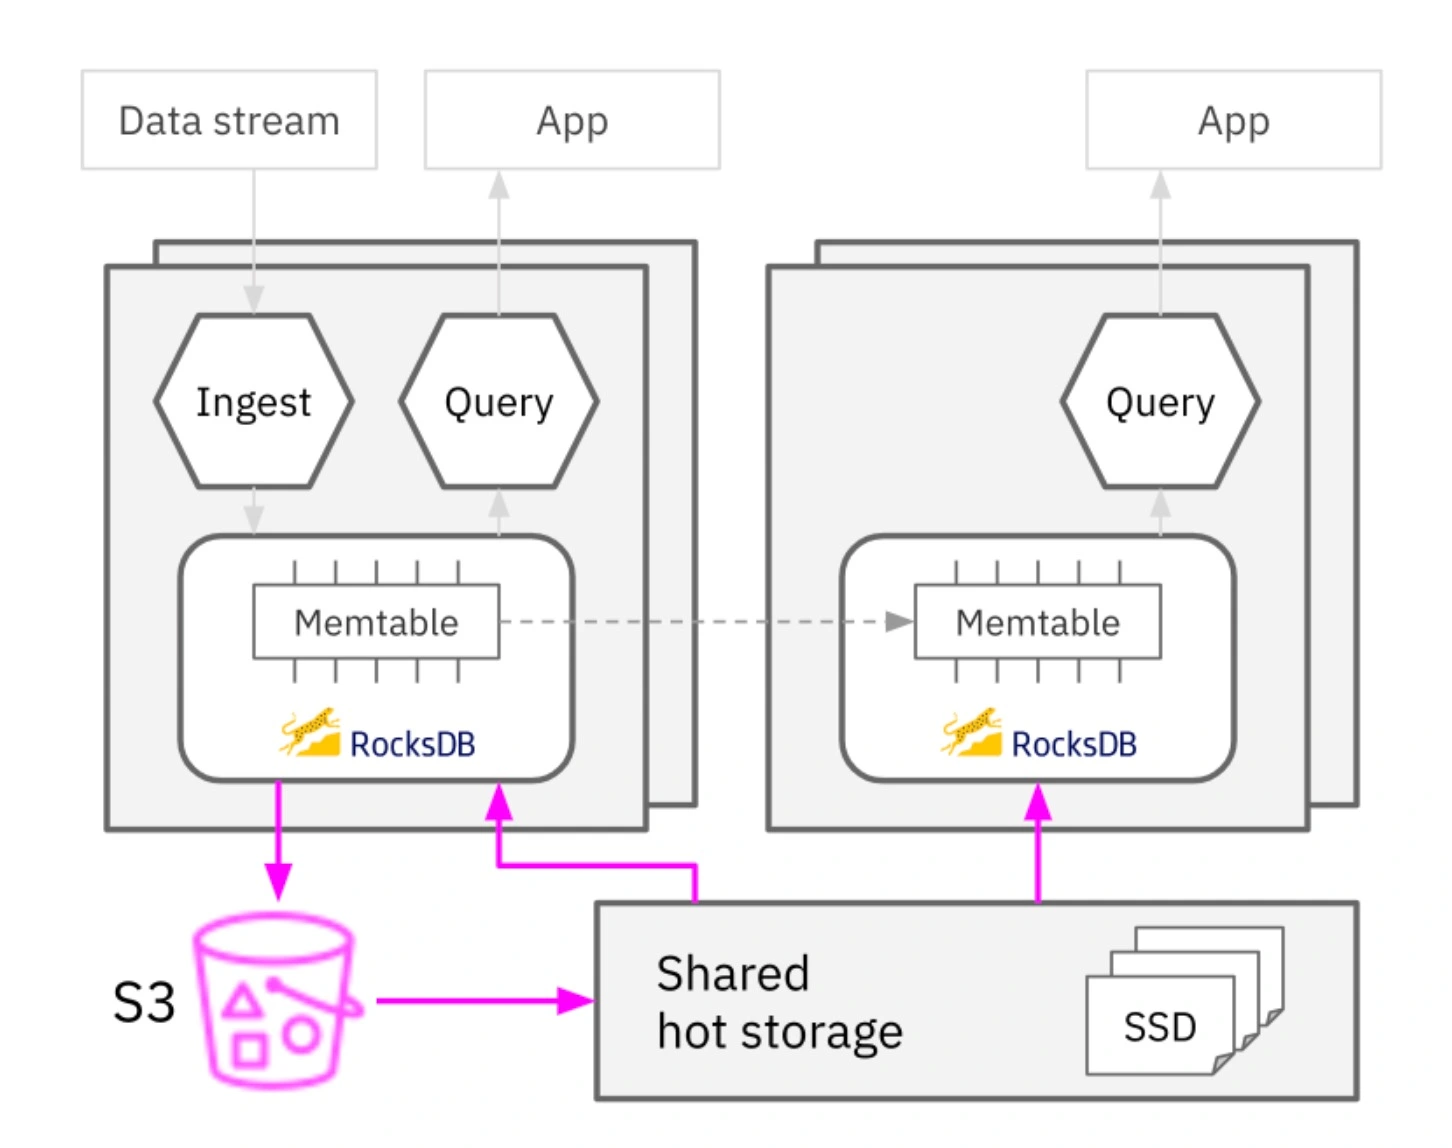 Data stream
App
App
Ingest
Query
Query
Memtable
Memtable
RocksDB
RocksDB
S3
Shared
hot storage
SSD